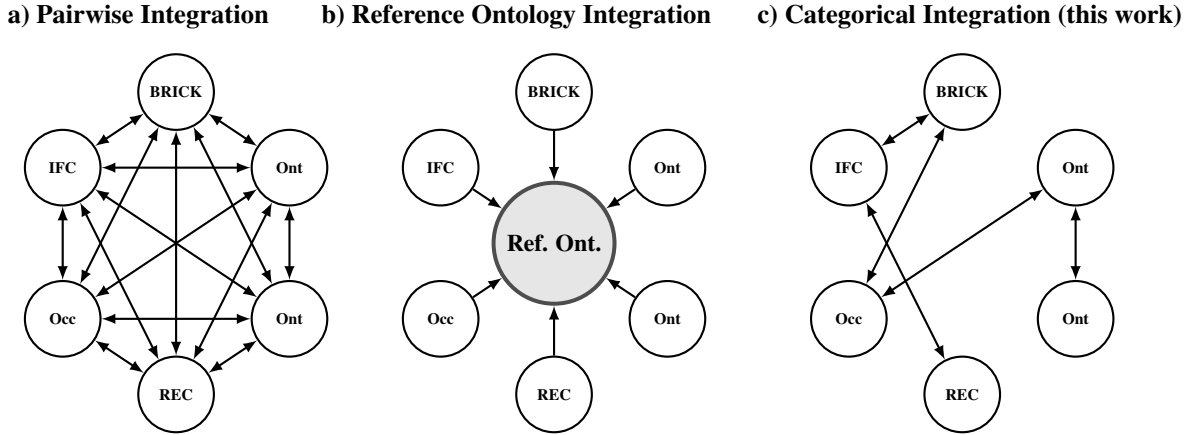 a) Pairwise Integration
BRICK
IFC
Ont
Occ
Ont
REC
b) Reference Ontology Integration
BRICK
IFC
Ont
Ref. Ont.
Occ
Ont
REC
c) Categorical Integration (this work)
BRICK
IFC
Ont
Occ
Ont
REC